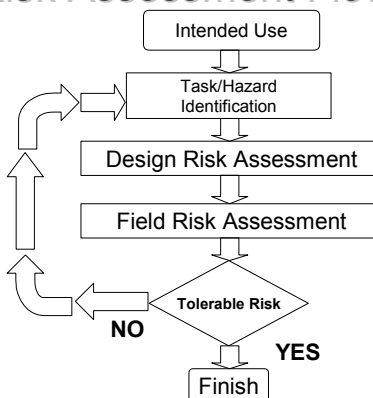 Intended Use
Task/Hazard
Identification
Design Risk Assessment
Field Risk Assessment
Tolerable Risk
NO
YES
Finish